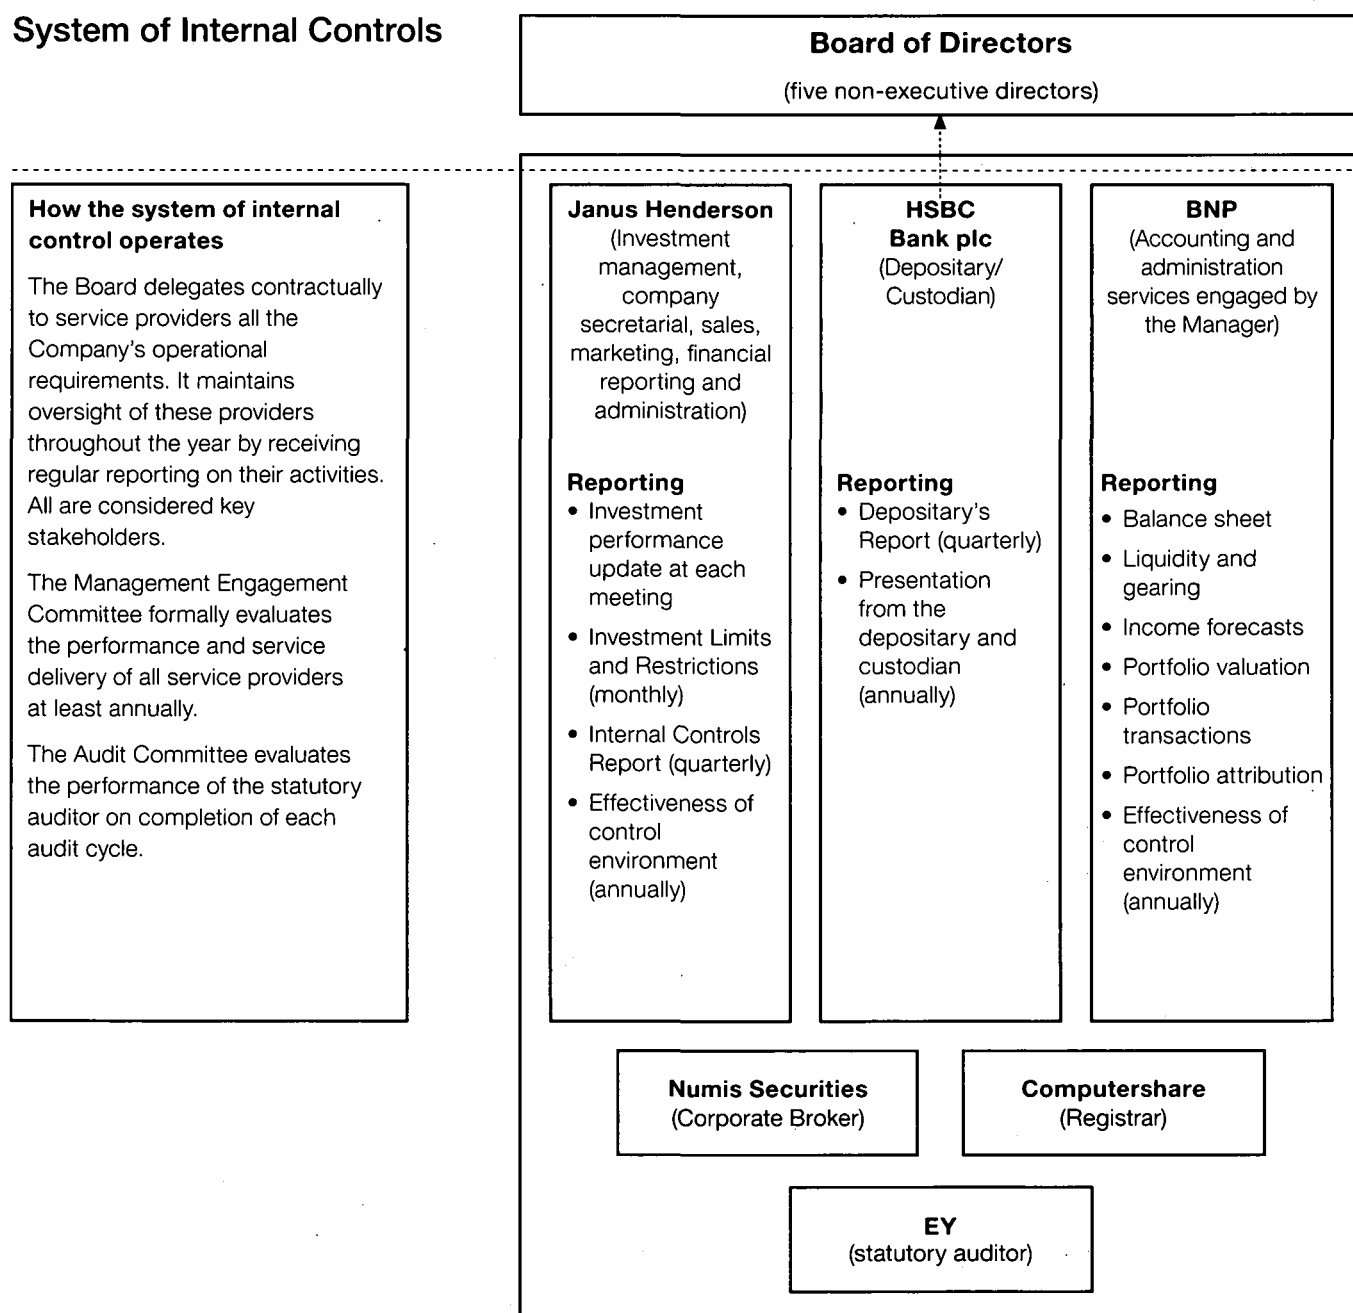 System of Internal Controls
Board of Directors
(five non-executive directors)
How the system of internal
control operates
The Board delegates contractually
to service providers all the
Company's operational
requirements. It maintains
oversight of these providers
throughout the year by receiving
regular reporting on their activities.
All are considered key
stakeholders.
The Management Engagement
Committee formally evaluates
the performance and service
delivery of all service providers
at least annually.
The Audit Committee evaluates
the performance of the statutory
auditor on completion of each
audit cycle.
Janus Henderson
(Investment
management,
company
secretarial, sales,
marketing, financial
reporting and
administration)
Reporting
• Investment
performance
update at each
meeting
• Investment Limits
and Restrictions
(monthly)
• Internal Controls
Report (quarterly)
• Effectiveness of
control
environment
(annually)
HSBC
Bank plc
(Depositary/
Custodian)
Reporting
• Depositary's
Report (quarterly)
• Presentation
from the
depositary and
custodian
(annually)
BNP
(Accounting and
administration
services engaged by
the Manager)
Reporting
• Balance sheet
• Liquidity and
gearing
• Income forecasts
• Portfolio valuation
• Portfolio
transactions
• Portfolio attribution
• Effectiveness of
control
environment
(annually)
Numis Securities
(Corporate Broker)
Computershare
(Registrar)
EY
(statutory auditor)